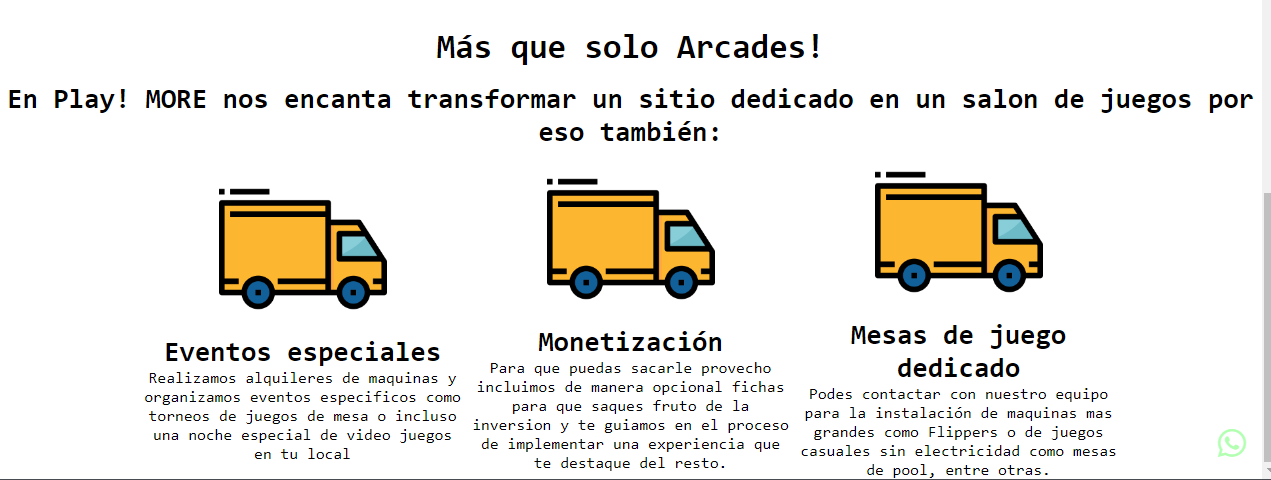 Más que solo Arcades!
En Play! MORE nos encanta transformar un sitio dedicado en un salon de juegos por
eso también:
Eventos especiales
Realizamos alquileres de maquinas y
organizamos eventos especificos como
torneos de juegos de mesa o incluso
una noche especial de video juegos
en tu local
Monetización
Para que puedas sacarle provecho
incluimos de manera opcional fichas
para que saques fruto de la
inversion y te guiamos en el proceso
de implementar una experiencia que
te destaque del resto.
Mesas de juego
dedicado
Podes contactar con nuestro equipo
para la instalación de maquinas mas
grandes como Flippers o de juegos
casuales sin electricidad como mesas
de pool, entre otras.